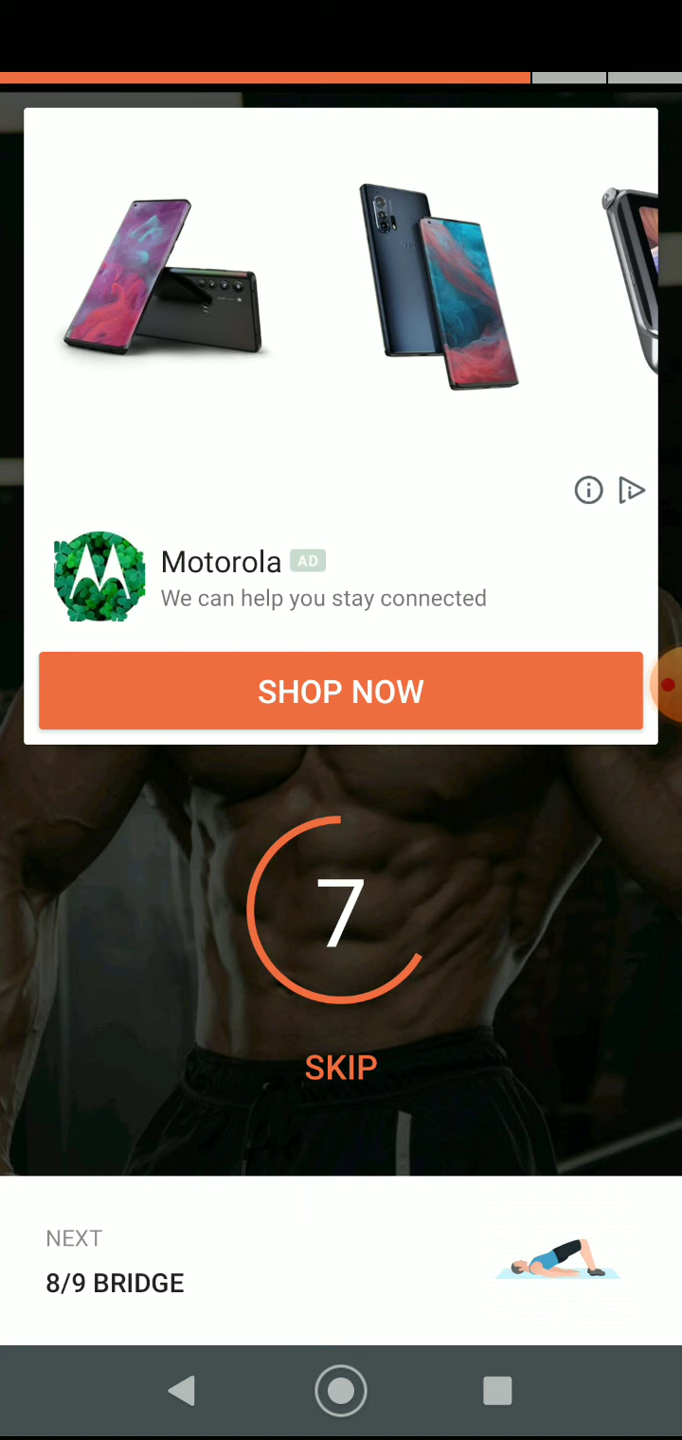 Motorola AD
We can help you stay connected
SHOP NOW
7
SKIP
NEXT
8/9 BRIDGE